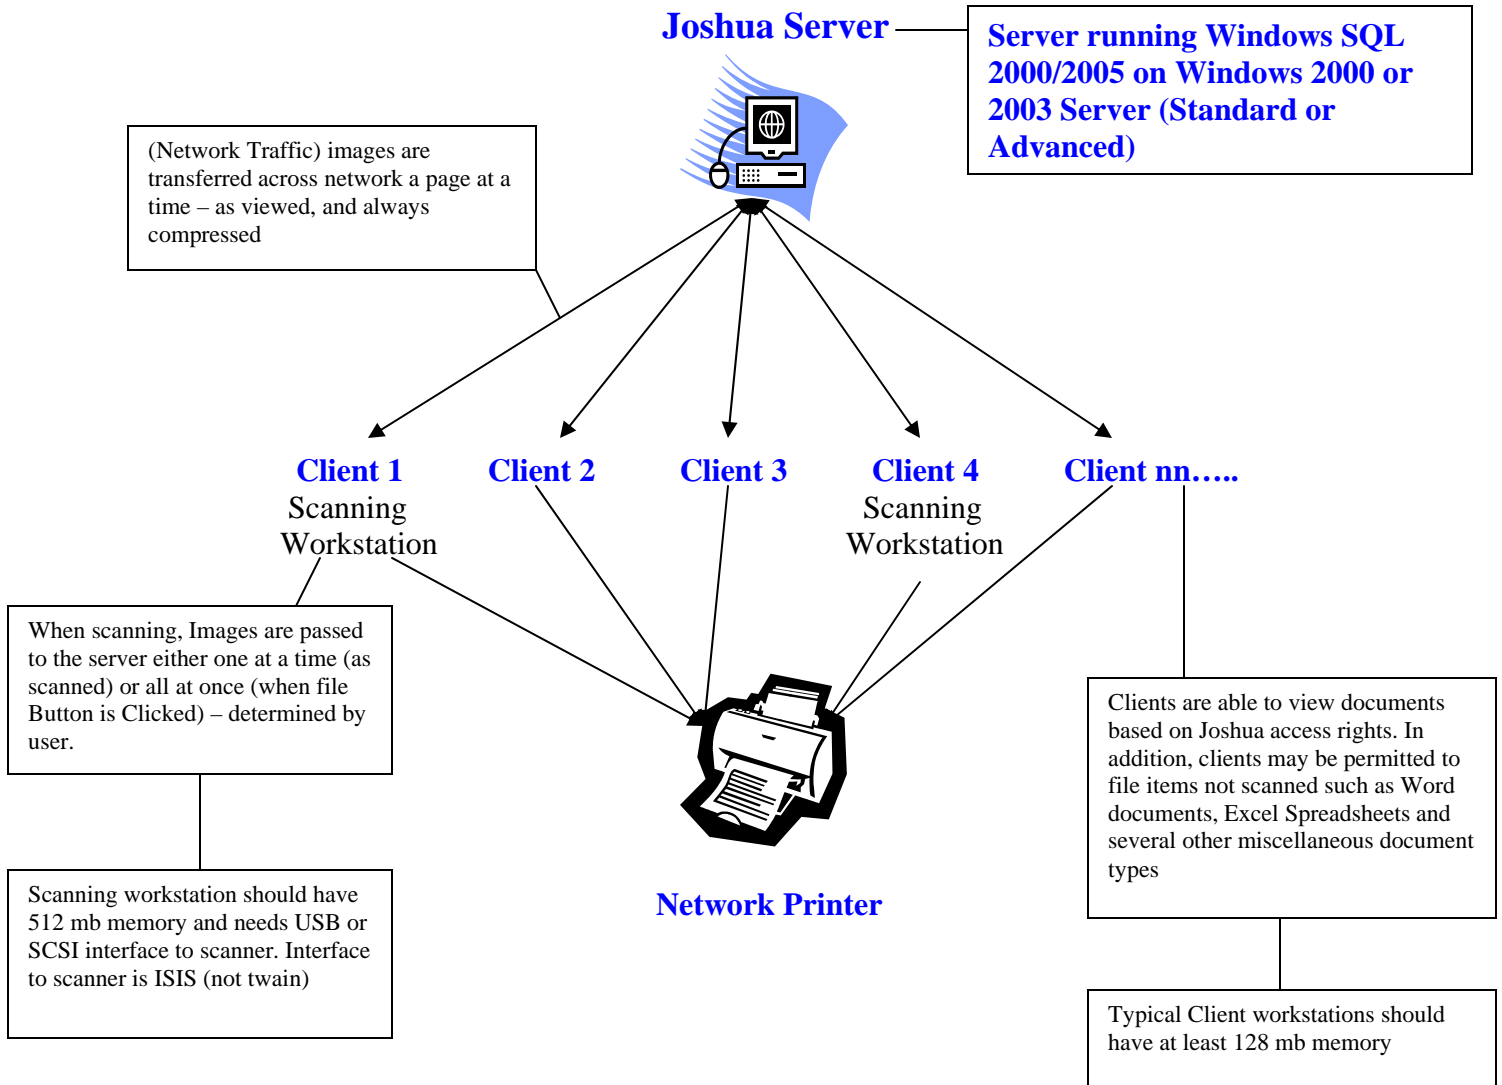 Joshua Server
Server running Windows SQL
2000/2005 on Windows 2000 or
2003 Server (Standard or
Advanced)
(Network Traffic) images are
transferred across network a page at a
time – as viewed, and always
compressed
Client 1
Scanning
Workstation
Client 2
Client 3
Client 4
Scanning
Workstation
Client nn…..
When scanning, Images are passed
to the server either one at a time (as
scanned) or all at once (when file
Button is Clicked) – determined by
user.
Scanning workstation should have
512 mb memory and needs USB or
SCSI interface to scanner. Interface
to scanner is ISIS (not twain)
Network Printer
Clients are able to view documents
based on Joshua access rights. In
addition, clients may be permitted to
file items not scanned such as Word
documents, Excel Spreadsheets and
several other miscellaneous document
types
Typical Client workstations should
have at least 128 mb memory